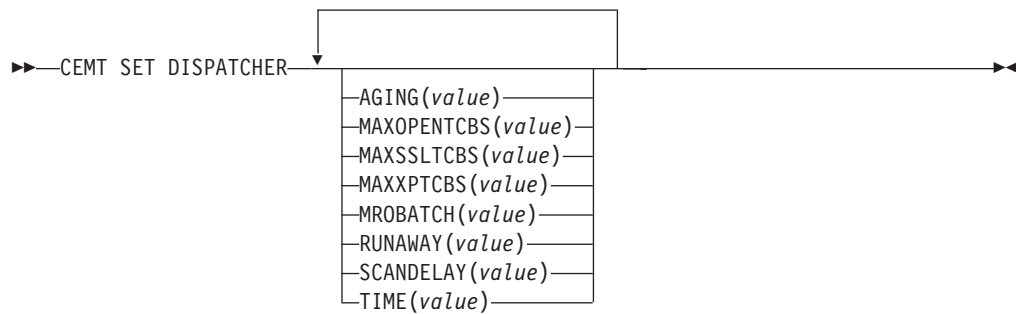 CEMT SET DISPATCHER
AGING(value)
MAXOPENTCBS(value)
MAXSSLTCBS(value)
MAXXPTCBS(value)
MROBATCH(value)
RUNAWAY(value)
SCANDELAY(value)
TIME(value)